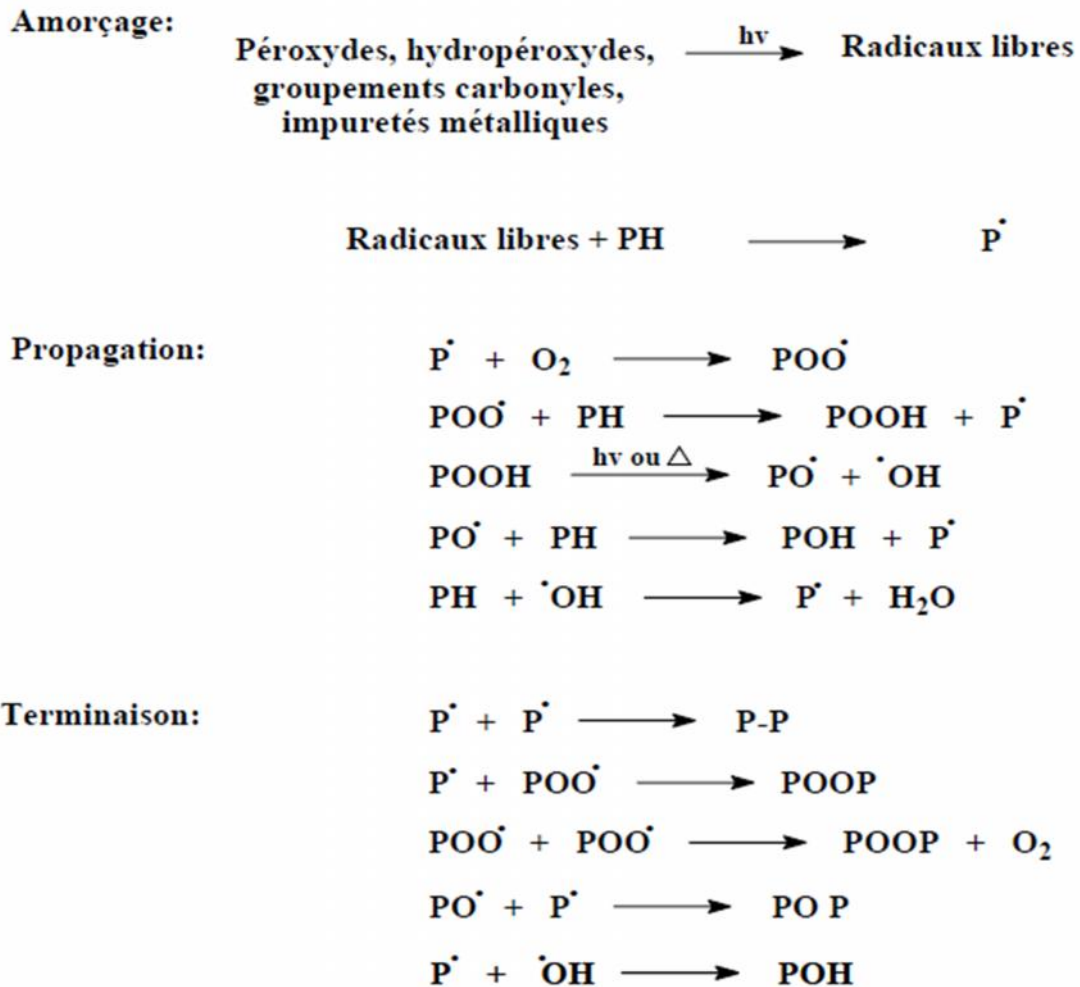 Amorçage:
Péroxydes, hydropéroxydes, hv Radicaux libres
groupements carbonyles,
impuretés métalliques
Radicaux libres + PH ⟶ P•
Propagation:
P• + O₂ ⟶ POO•
POO• + PH ⟶ POOH + P•
POOH hv ou △ ⟶ PO• + •OH
PO• + PH ⟶ POH + P•
PH + •OH ⟶ P• + H₂O
Terminaison:
P• + P• ⟶ P-P
P• + POO• ⟶ POOP
POO• + POO• ⟶ POOP + O₂
PO• + P• ⟶ PO P
P• + •OH ⟶ POH